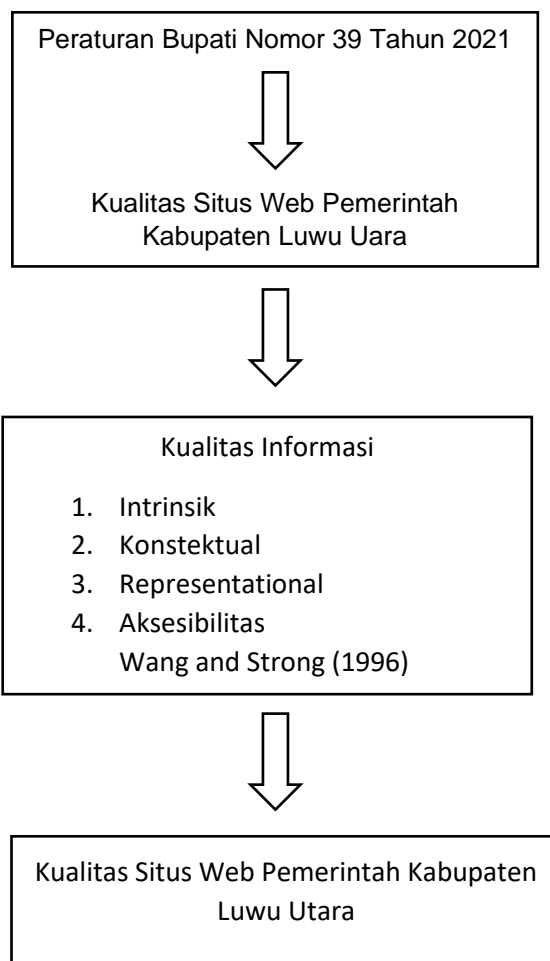 Peraturan Bupati Nomor 39 Tahun 2021
Kualitas Situs Web Pemerintah
Kabupaten Luwu Uara
Kualitas Informasi
1. Intrinsik
2. Konstektual
3. Representational
4. Aksesibilitas
Wang and Strong (1996)
Kualitas Situs Web Pemerintah Kabupaten
Luwu Utara